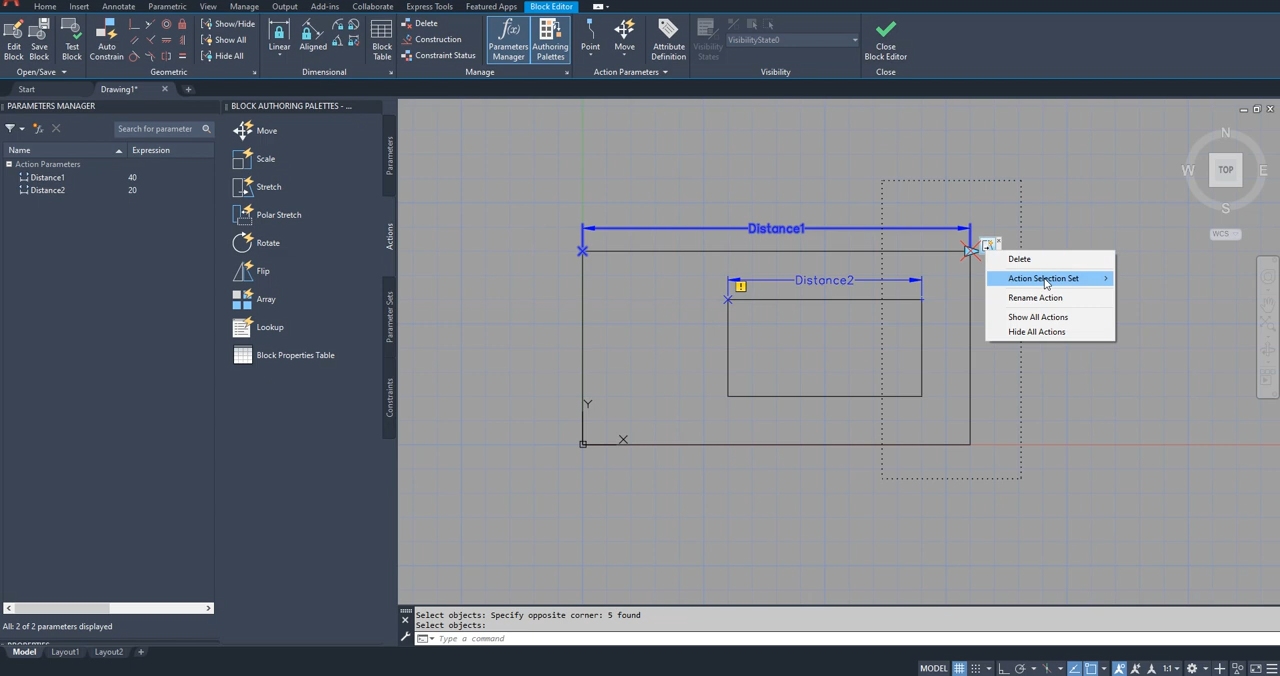 Home Insert Annotate Parametric View Manage Output Add-ins Collaborate Express Tools Featured Apps Block Editor
Edit Block
Save Block
Test Block
Auto Constrain
Show/Hide
Show All
Hide All
Linear
Aligned
Delete
Construction
Constraint Status
Block Table
Parameters Manager
Authoring Palettes
Point
Move
Attribute Definition
Visibility States
VisibilityState0
Close Block Editor
Open/Save
Geometric
Dimensional
Manage
Action Parameters
Visibility
Close
Start
Drawing1*
PARAMETERS MANAGER
BLOCK AUTHORING PALETTES - ...
Search for parameter
Name Expression
Action Parameters
Distance1 40
Distance2 20
Move
Scale
Stretch
Polar Stretch
Rotate
Flip
Array
Lookup
Block Properties Table
Parameters
Actions
Parameter Sets
Constraints
Distance1
Distance2
Y
X
Delete
Action Selection Set
Rename Action
Show All Actions
Hide All Actions
N
W TOP E
S
WCS
All: 2 of 2 parameters displayed
Select objects: Specify opposite corner: 5 found
Select objects:
Type a command
Model Layout1 Layout2
MODEL
1:1